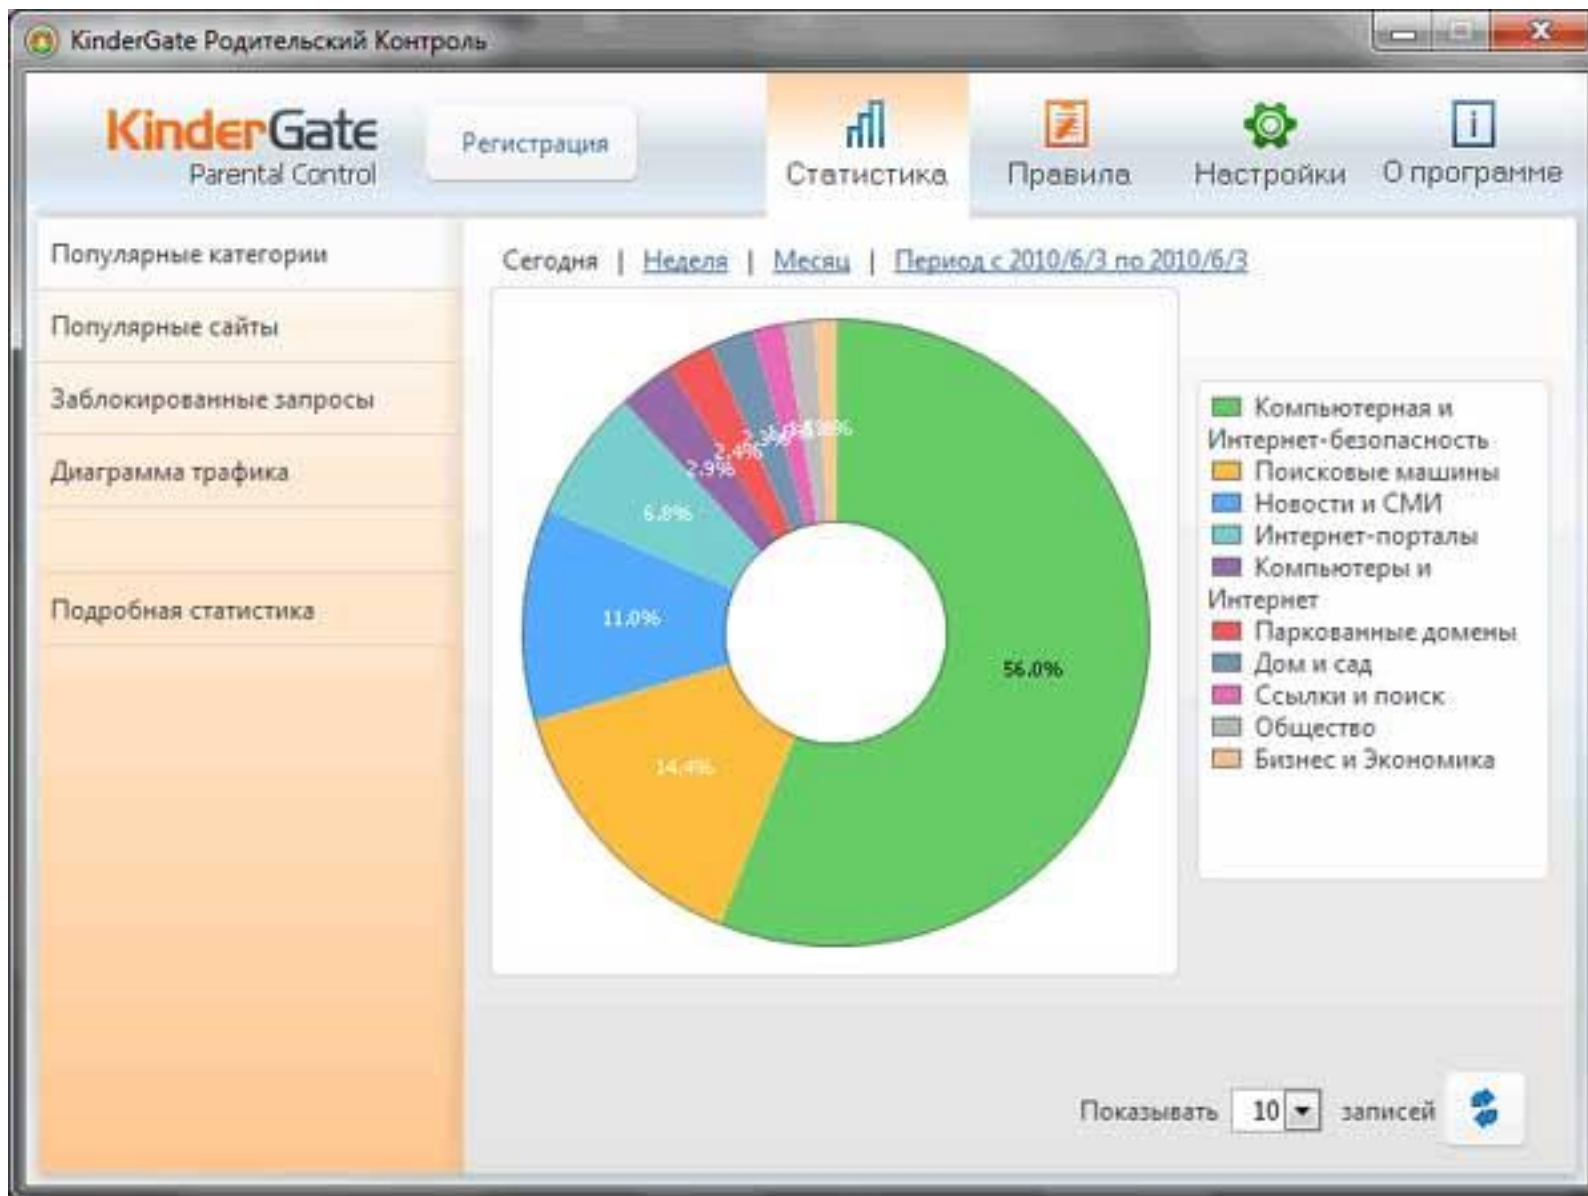 KinderGate Родительский Контроль
KinderGate
Parental Control
Регистрация
Статистика
Правила
Настройки
О программе
Популярные категории
Популярные сайты
Заблокированные запросы
Диаграмма трафика
Подробная статистика
Сегодня | Неделя | Месяц | Период с 2010/6/3 по 2010/6/3
2.4%
2.9%
6.8%
11.0%
56.0%
14.4%
Компьютерная и
Интернет-безопасность
Поисковые машины
Новости и СМИ
Интернет-порталы
Компьютеры и
Интернет
Паркованные домены
Дом и сад
Ссылки и поиск
Общество
Бизнес и Экономика
Показывать 10 записей